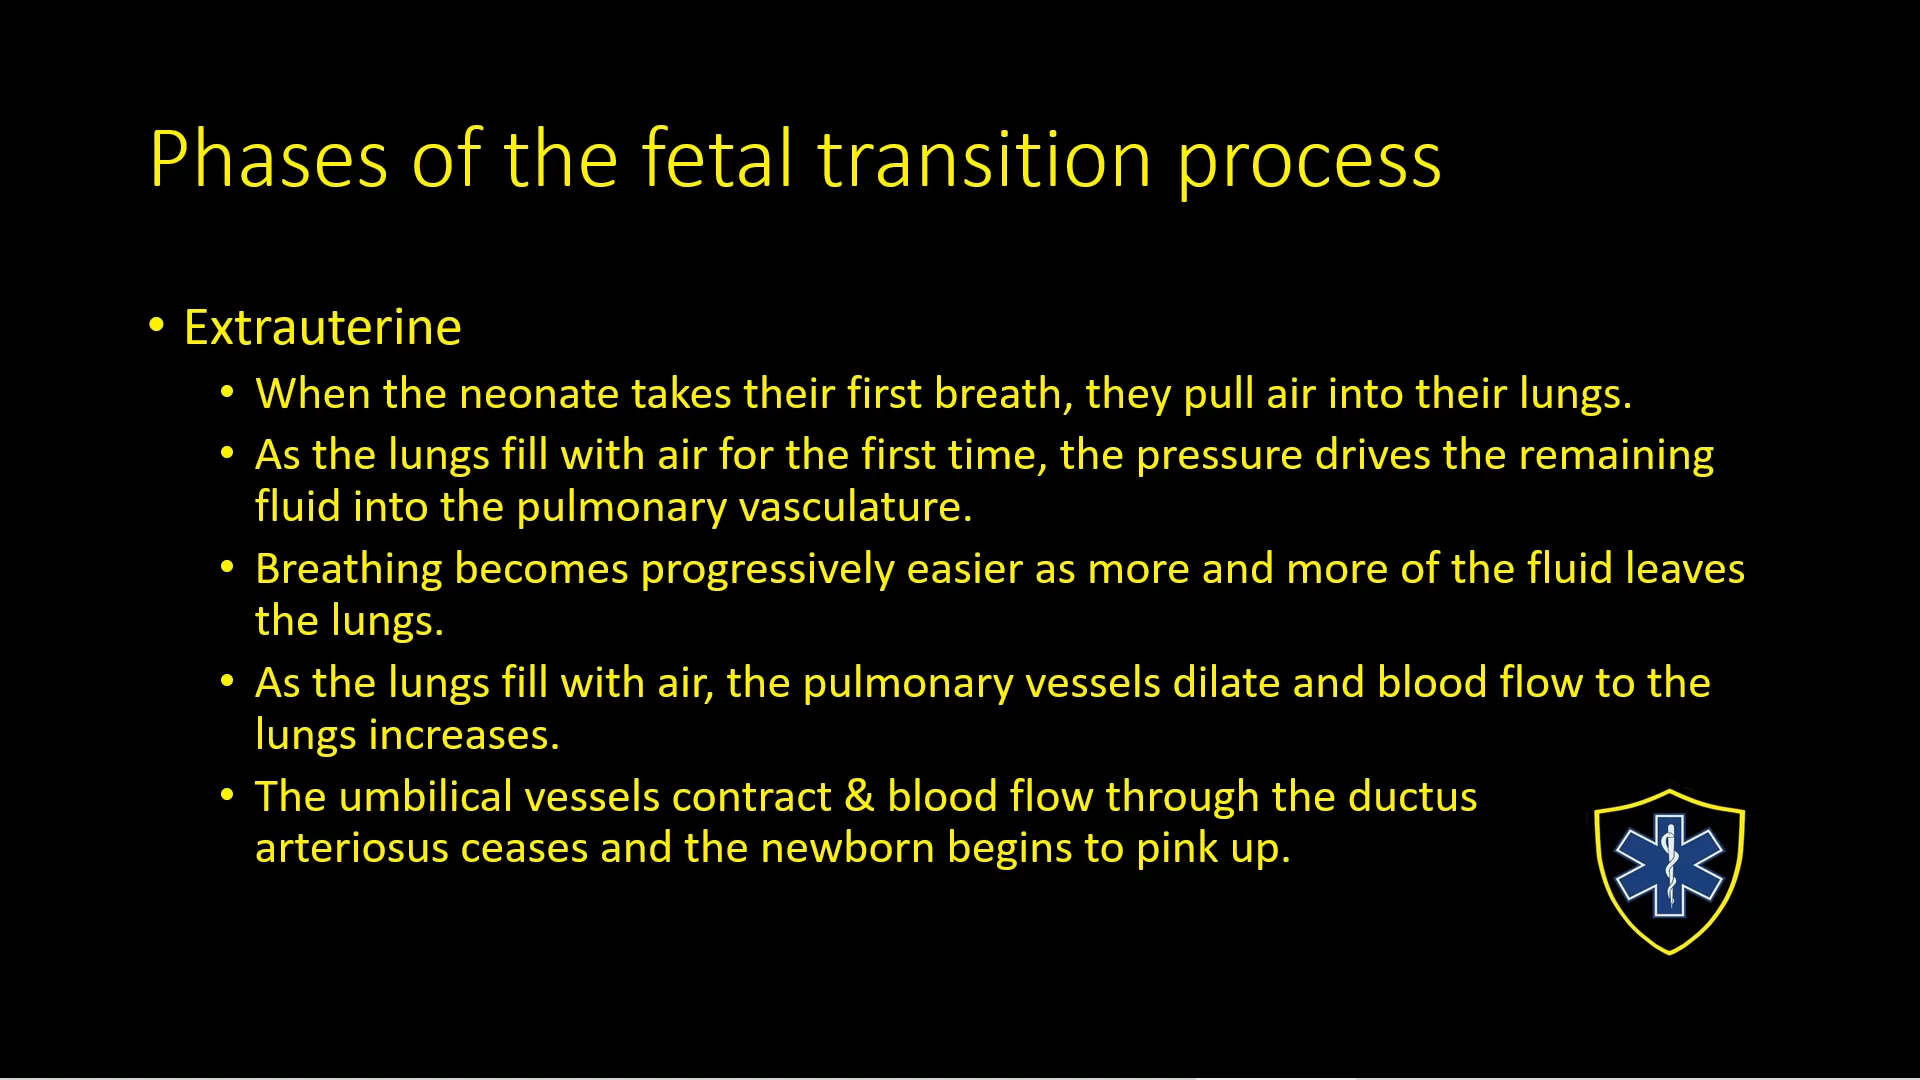 Phases of the fetal transition process
• Extrauterine
• When the neonate takes their first breath, they pull air into their lungs.
• As the lungs fill with air for the first time, the pressure drives the remaining
fluid into the pulmonary vasculature.
• Breathing becomes progressively easier as more and more of the fluid leaves
the lungs.
• As the lungs fill with air, the pulmonary vessels dilate and blood flow to the
lungs increases.
• The umbilical vessels contract & blood flow through the ductus
arteriosus ceases and the newborn begins to pink up.